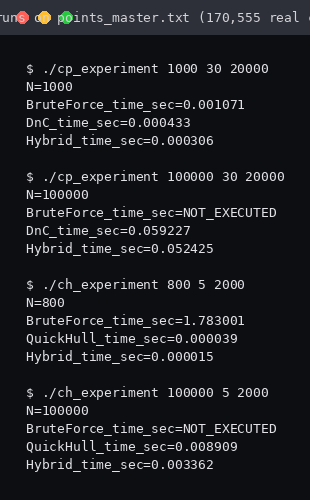 runs on points_master.txt (170,555 real
$ ./cp_experiment 1000 30 20000
N=1000
BruteForce_time_sec=0.001071
DnC_time_sec=0.000433
Hybrid_time_sec=0.000306
$ ./cp_experiment 100000 30 20000
N=100000
BruteForce_time_sec=NOT_EXECUTED
DnC_time_sec=0.059227
Hybrid_time_sec=0.052425
$ ./ch_experiment 800 5 2000
N=800
BruteForce_time_sec=1.783001
QuickHull_time_sec=0.000039
Hybrid_time_sec=0.000015
$ ./ch_experiment 100000 5 2000
N=100000
BruteForce_time_sec=NOT_EXECUTED
QuickHull_time_sec=0.008909
Hybrid_time_sec=0.003362